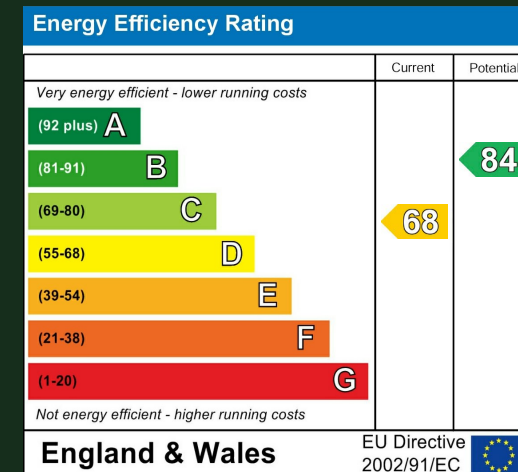 Energy Efficiency Rating
Current Potential
Very energy efficient - lower running costs
(92 plus) A
(81-91) B
84
(69-80) C
68
(55-68) D
(39-54) E
(21-38) F
(1-20) G
Not energy efficient - higher running costs
England & Wales
EU Directive
2002/91/EC